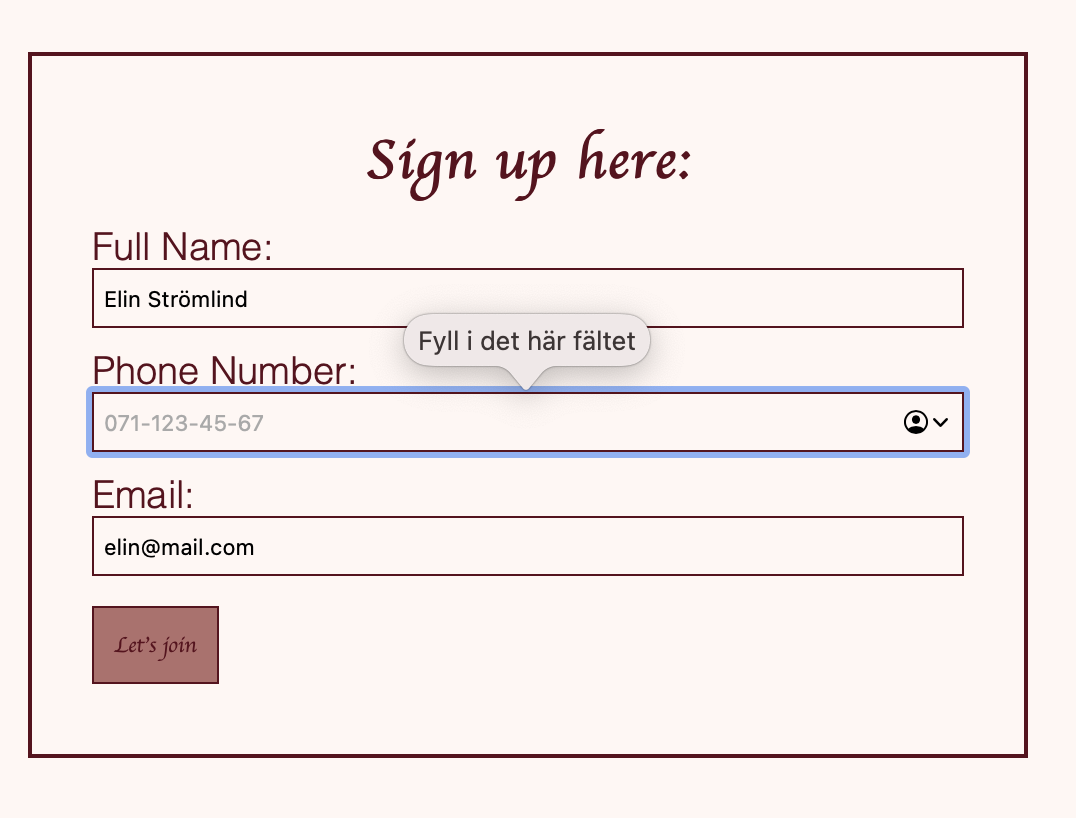 Sign up here:
Full Name:
Elin Strömlind
Fyll i det här fältet
Phone Number:
071-123-45-67
Email:
elin@mail.com
Let's join